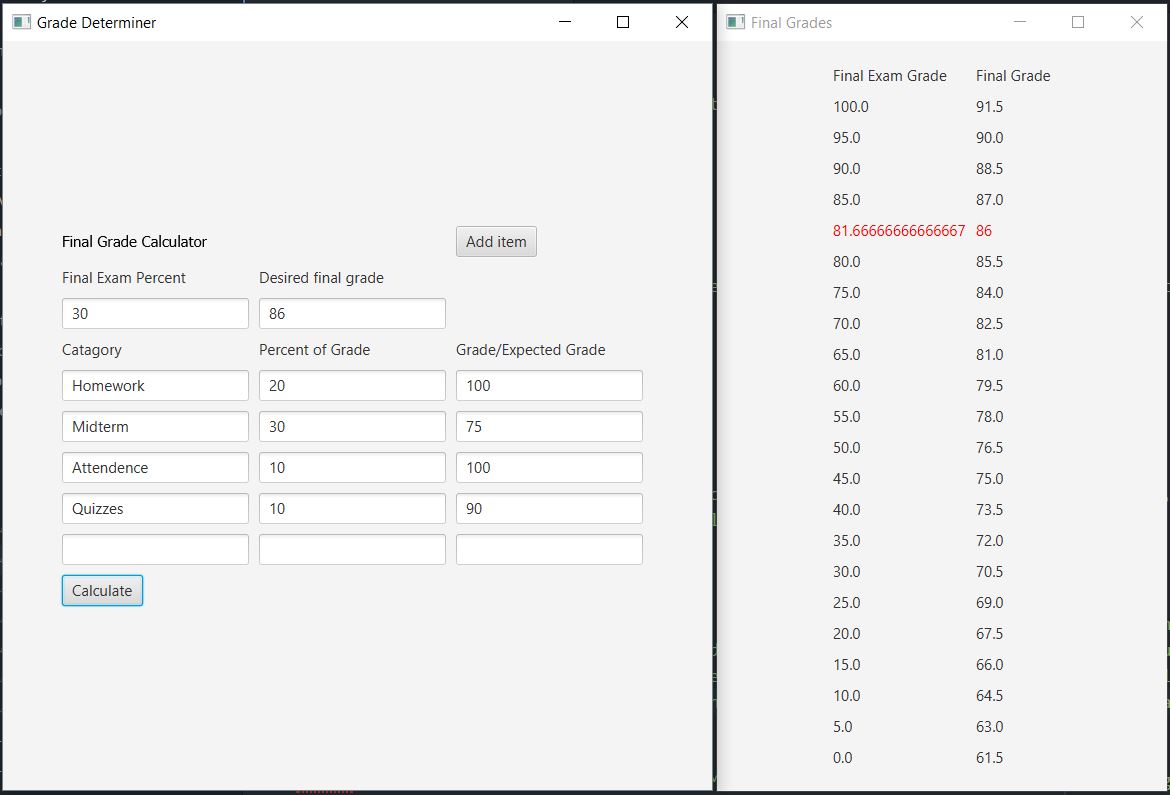 Grade Determiner
Final Grade Calculator Add item
Final Exam Percent Desired final grade
30 86
Catagory Percent of Grade Grade/Expected Grade
Homework 20 100
Midterm 30 75
Attendence 10 100
Quizzes 10 90
Calculate
Final Grades
Final Exam Grade Final Grade
100.0 91.5
95.0 90.0
90.0 88.5
85.0 87.0
81.66666666666667 86
80.0 85.5
75.0 84.0
70.0 82.5
65.0 81.0
60.0 79.5
55.0 78.0
50.0 76.5
45.0 75.0
40.0 73.5
35.0 72.0
30.0 70.5
25.0 69.0
20.0 67.5
15.0 66.0
10.0 64.5
5.0 63.0
0.0 61.5